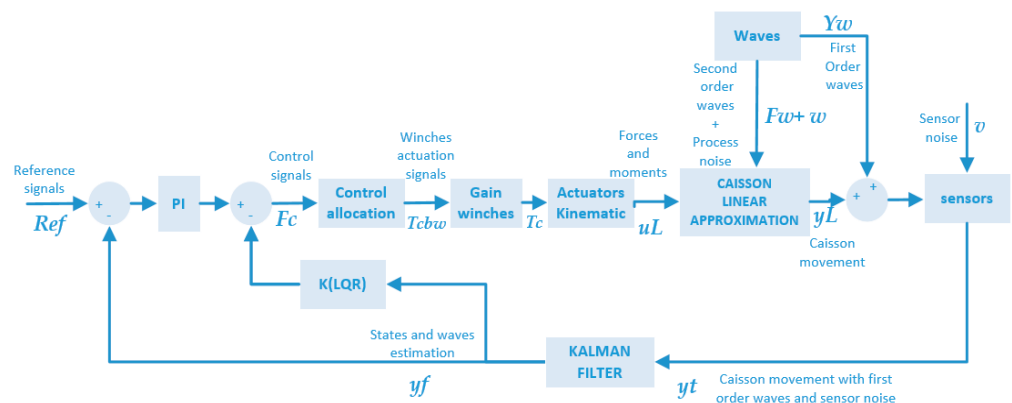 Waves
Yw
First
Order
waves
Second
order
waves
+
Process
noise
Fw+ w
Sensor
noise
v
Reference
signals
Ref
+
-
PI
+
-
Control
signals
Fc
Control
allocation
Winches
actuation
signals
Tcbw
Gain
winches
Tc
Actuators
Kinematic
Forces and
moments
uL
CAISSON
LINEAR
APPROXIMATION
yL
Caisson
movement
+
+
sensors
K(LQR)
States and waves
estimation
yf
KALMAN
FILTER
yt
Caisson movement with first
order waves and sensor noise